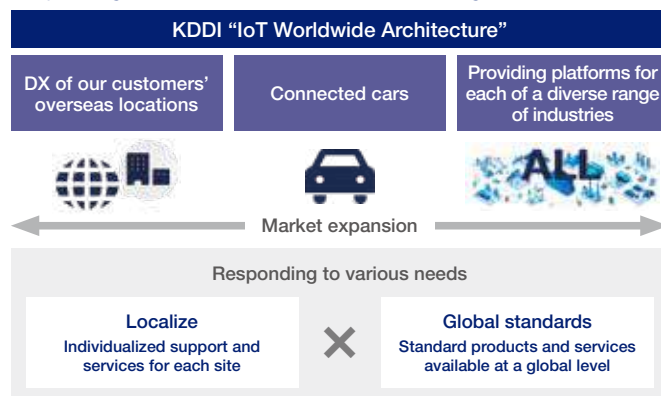 KDDI “IoT Worldwide Architecture”
DX of our customers’
overseas locations
Connected cars
Providing platforms for
each of a diverse range
of industries
ALL
Market expansion
Responding to various needs
Localize
Individualized support and
services for each site
×
Global standards
Standard products and services
available at a global level